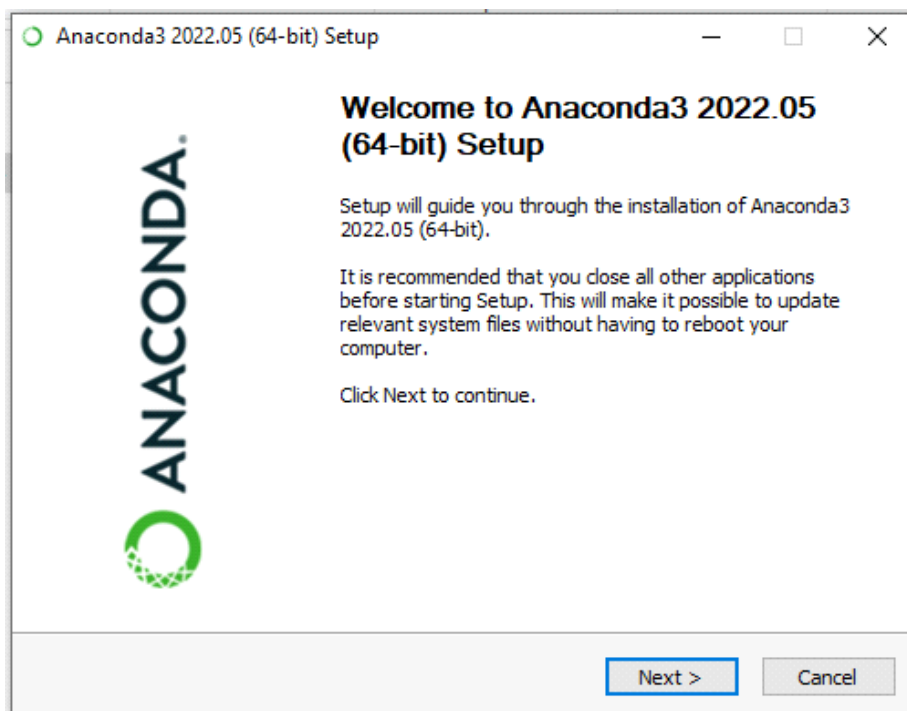 Anaconda3 2022.05 (64-bit) Setup
Welcome to Anaconda3 2022.05
(64-bit) Setup
ANACONDA.
Setup will guide you through the installation of Anaconda3
2022.05 (64-bit).
It is recommended that you close all other applications
before starting Setup. This will make it possible to update
relevant system files without having to reboot your
computer.
Click Next to continue.
Next >
Cancel